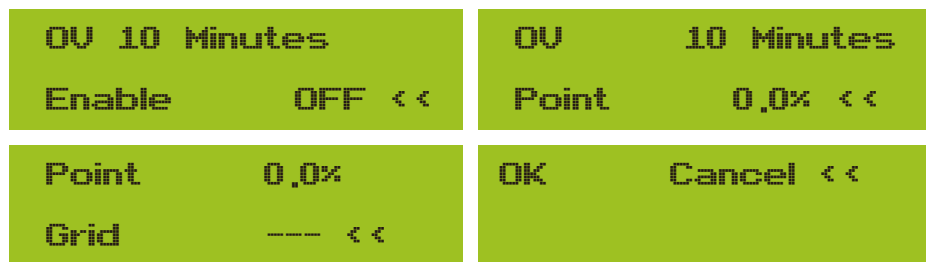 OV 10 Minutes
Enable OFF <<
OV 10 Minutes
Point 0.0% <<
Point 0.0%
Grid --- <<
OK Cancel <<